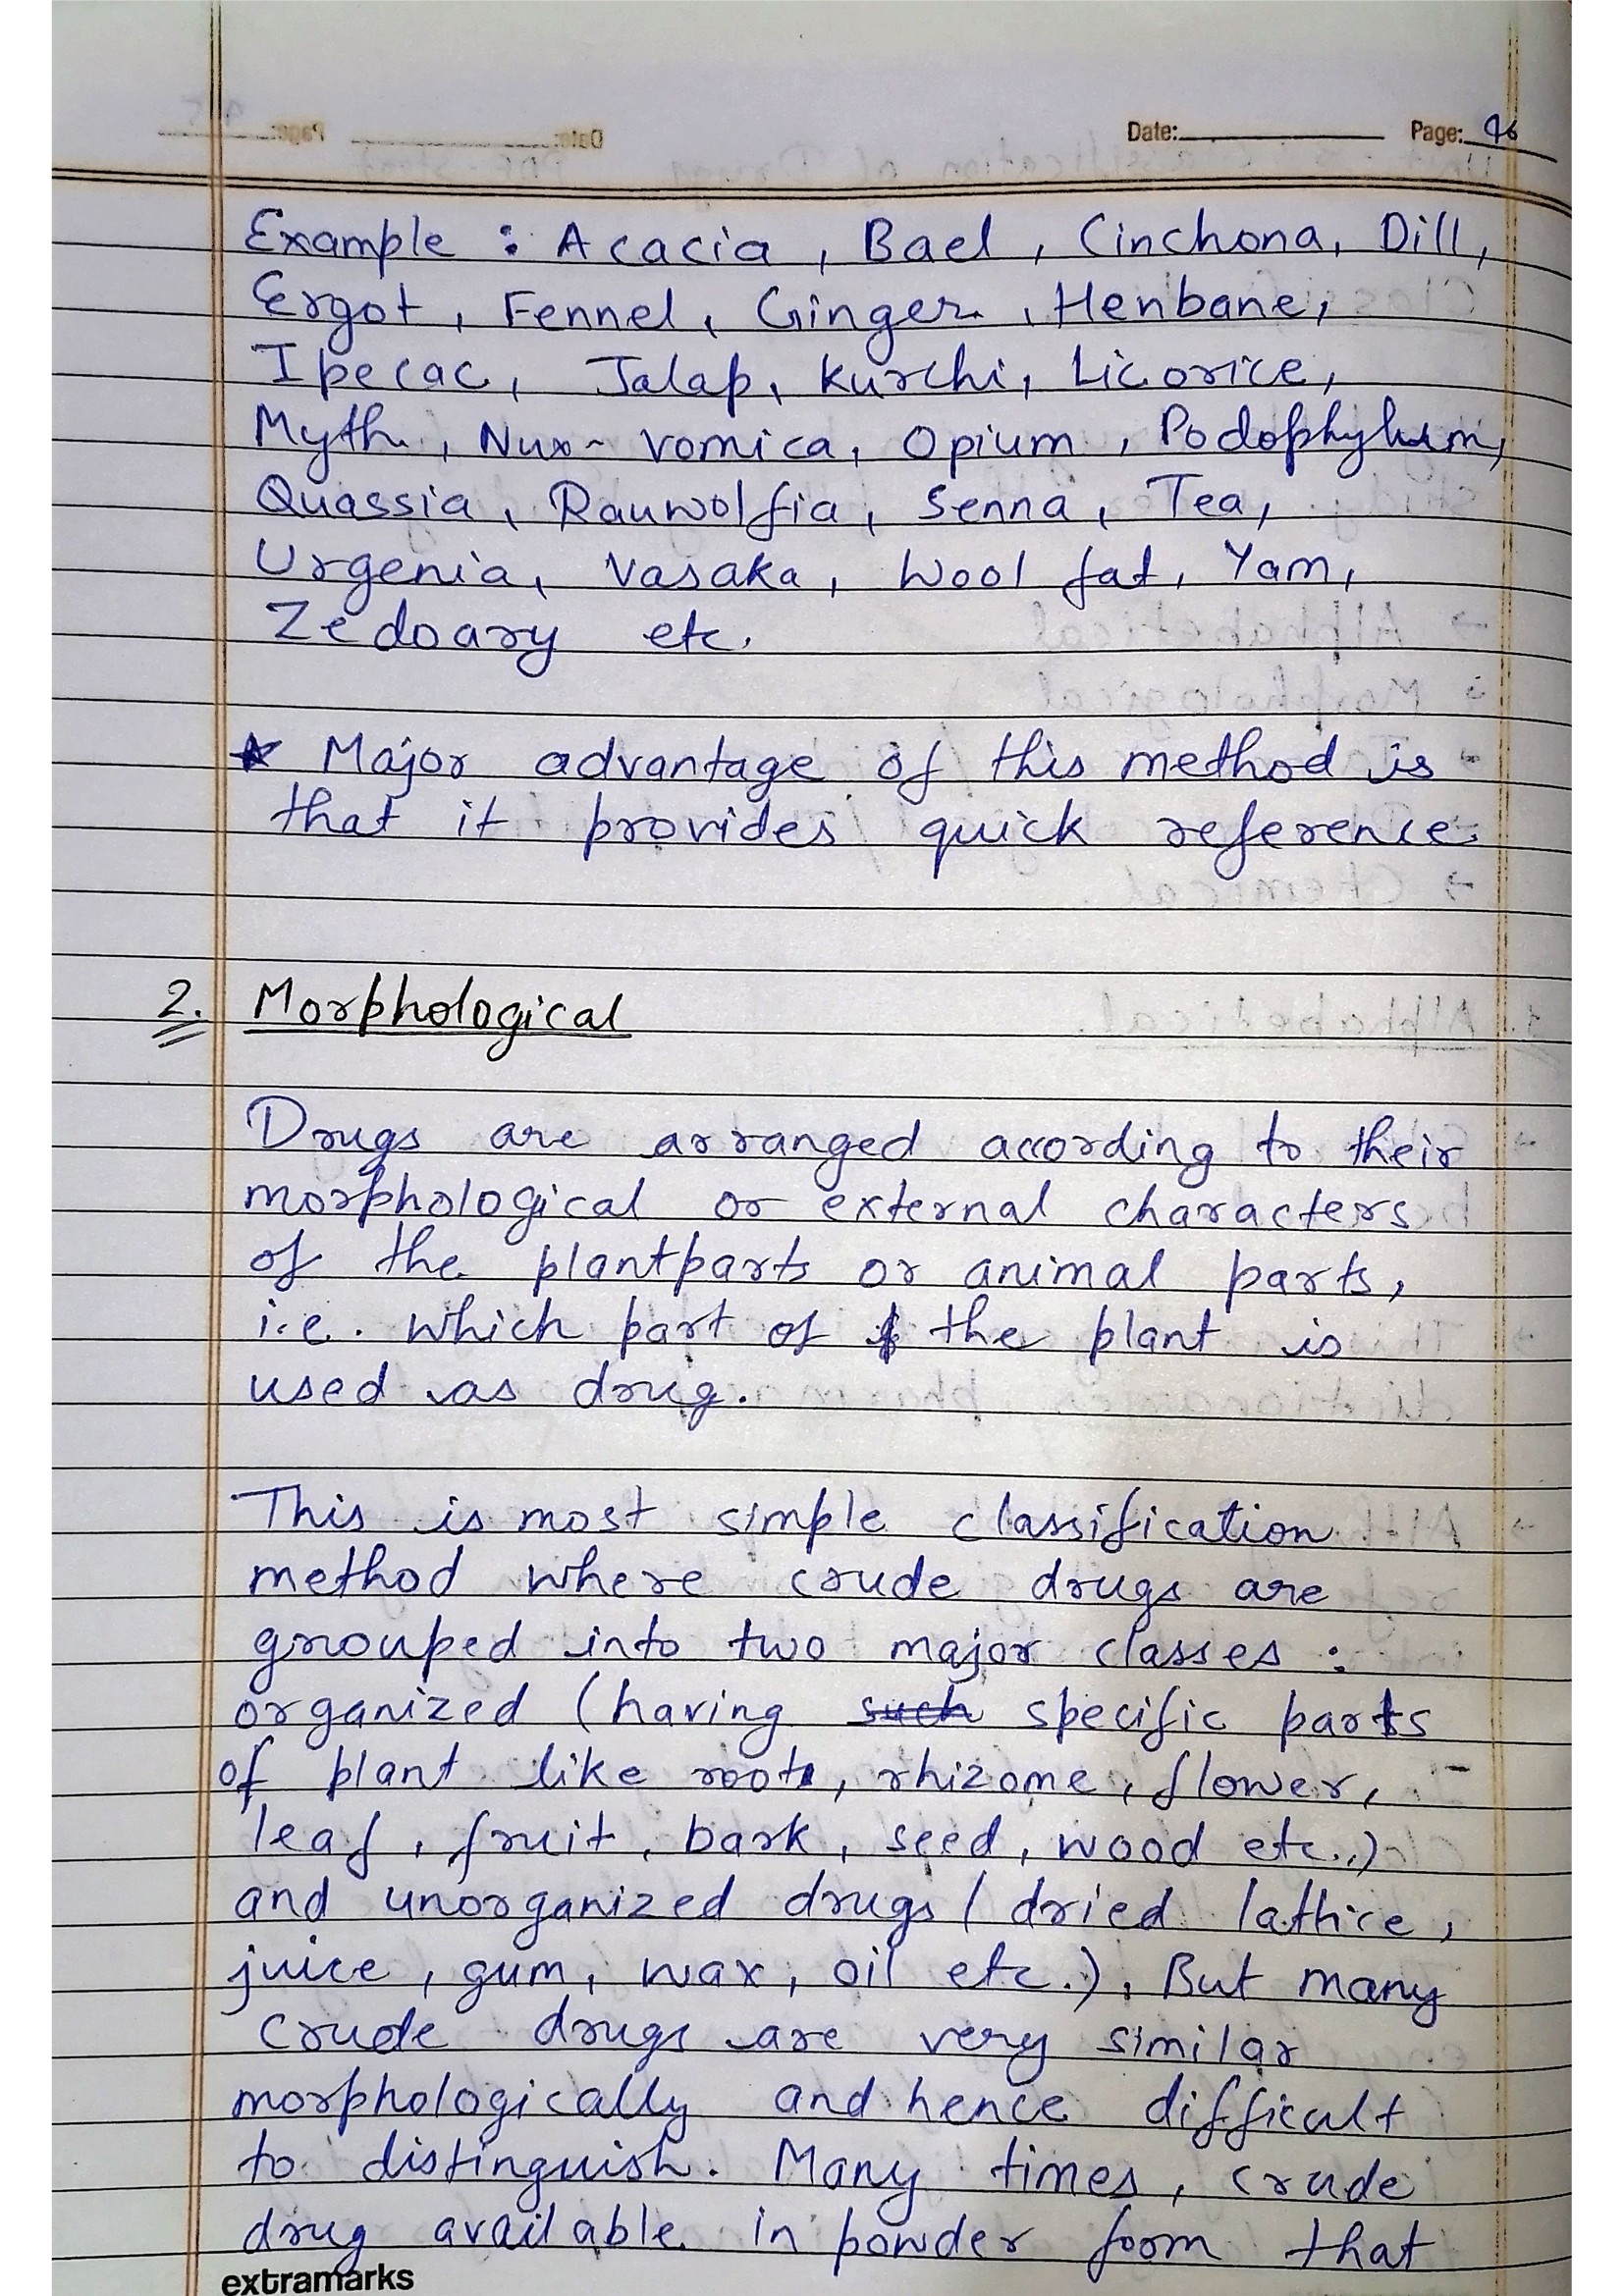 Date: Page: 46
Example : Acacia, Bael, Cinchona, Dill,
Ergot, Fennel, Ginger, Henbane,
Ipecac, Jalap, Kurchi, Licorice,
Myrh, Nux-vomica, Opium, Podophyllum,
Quassia, Rauwolfia, Senna, Tea,
Urgenia, Vasaka, Wool fat, Yam,
Zedoary etc.
★ Major advantage of this method is
that it provides quick reference.
2. Morphological
Drugs are arranged according to their
morphological or external characters
of the plantparts or animal parts,
i.e. which part of the plant is
used as drug.
This is most simple classification
method where crude drugs are
grouped into two major classes :
organized (having such specific parts
of plant like root, rhizome, flower,
leaf, fruit, bark, seed, wood etc.,)
and unorganized drugs (dried lattice,
juice, gum, wax, oil etc.). But many
crude drugs are very similar
morphologically and hence difficult
to distinguish. Many times, crude
drug available in powder form that
extramarks